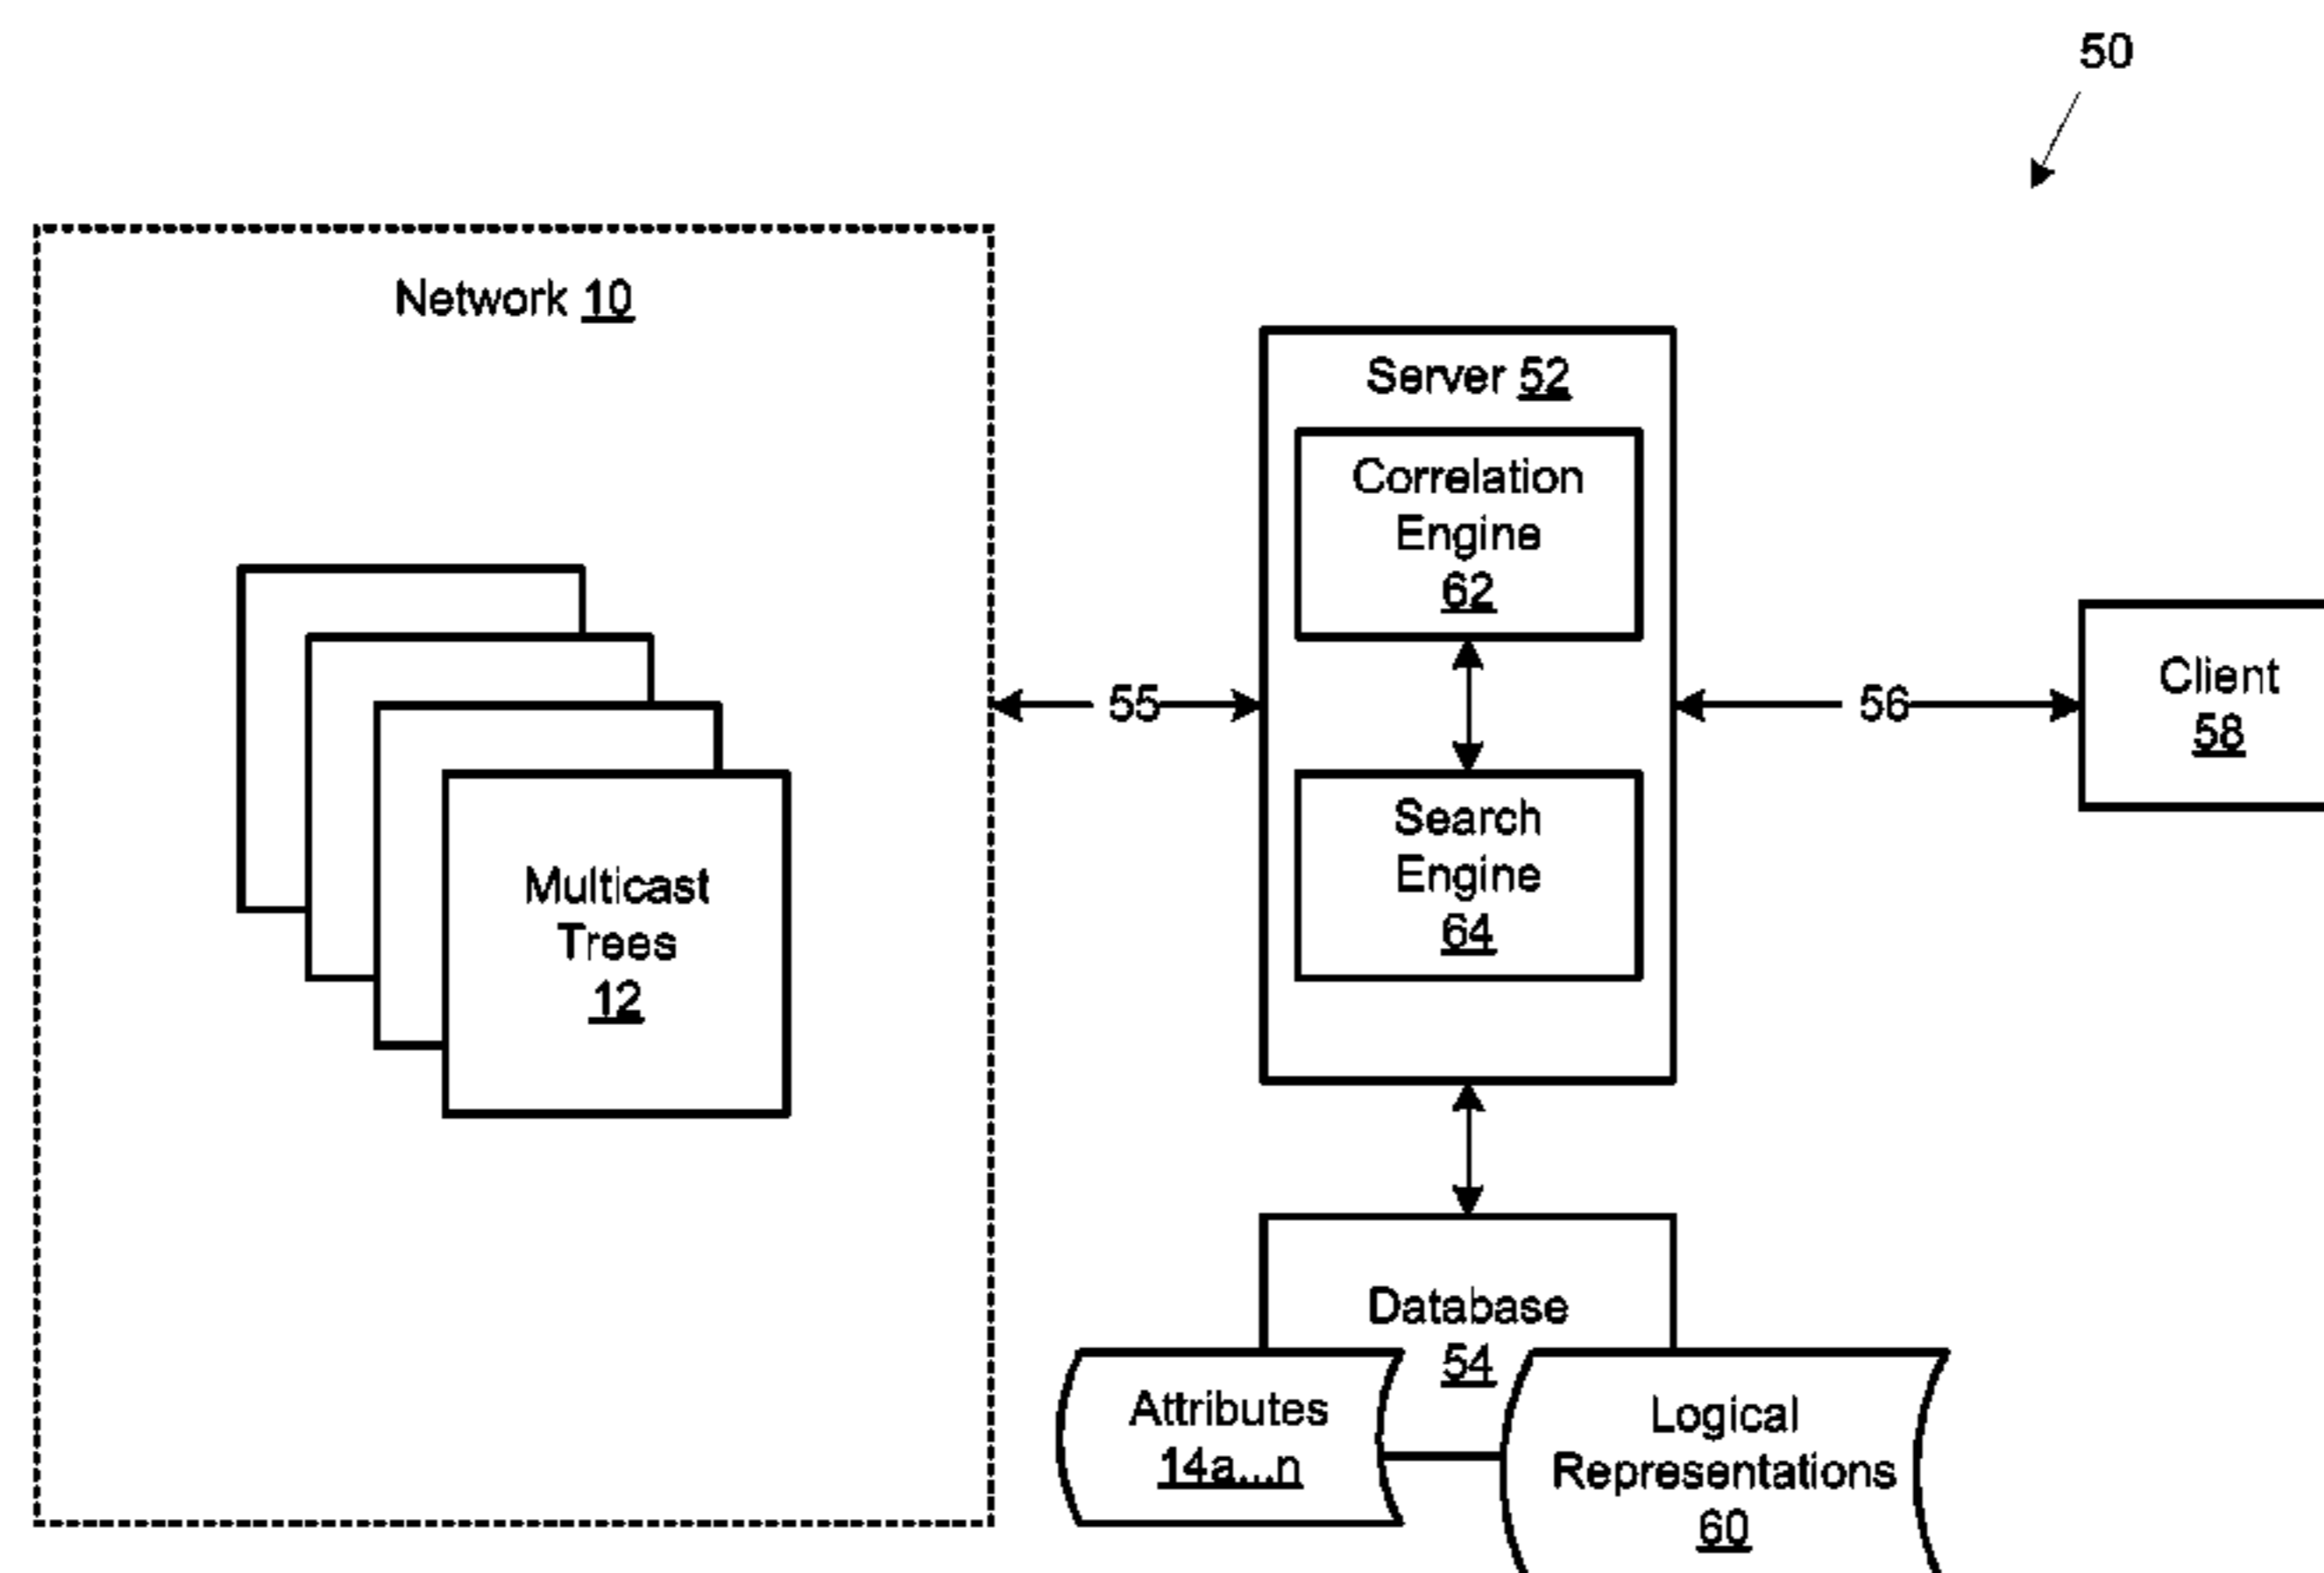 50
Network 10
Server 52
Correlation
Engine
62
55
56
Client
58
Search
Engine
64
Multicast
Trees
12
Database
54
Attributes
14a...n
Logical
Representations
60